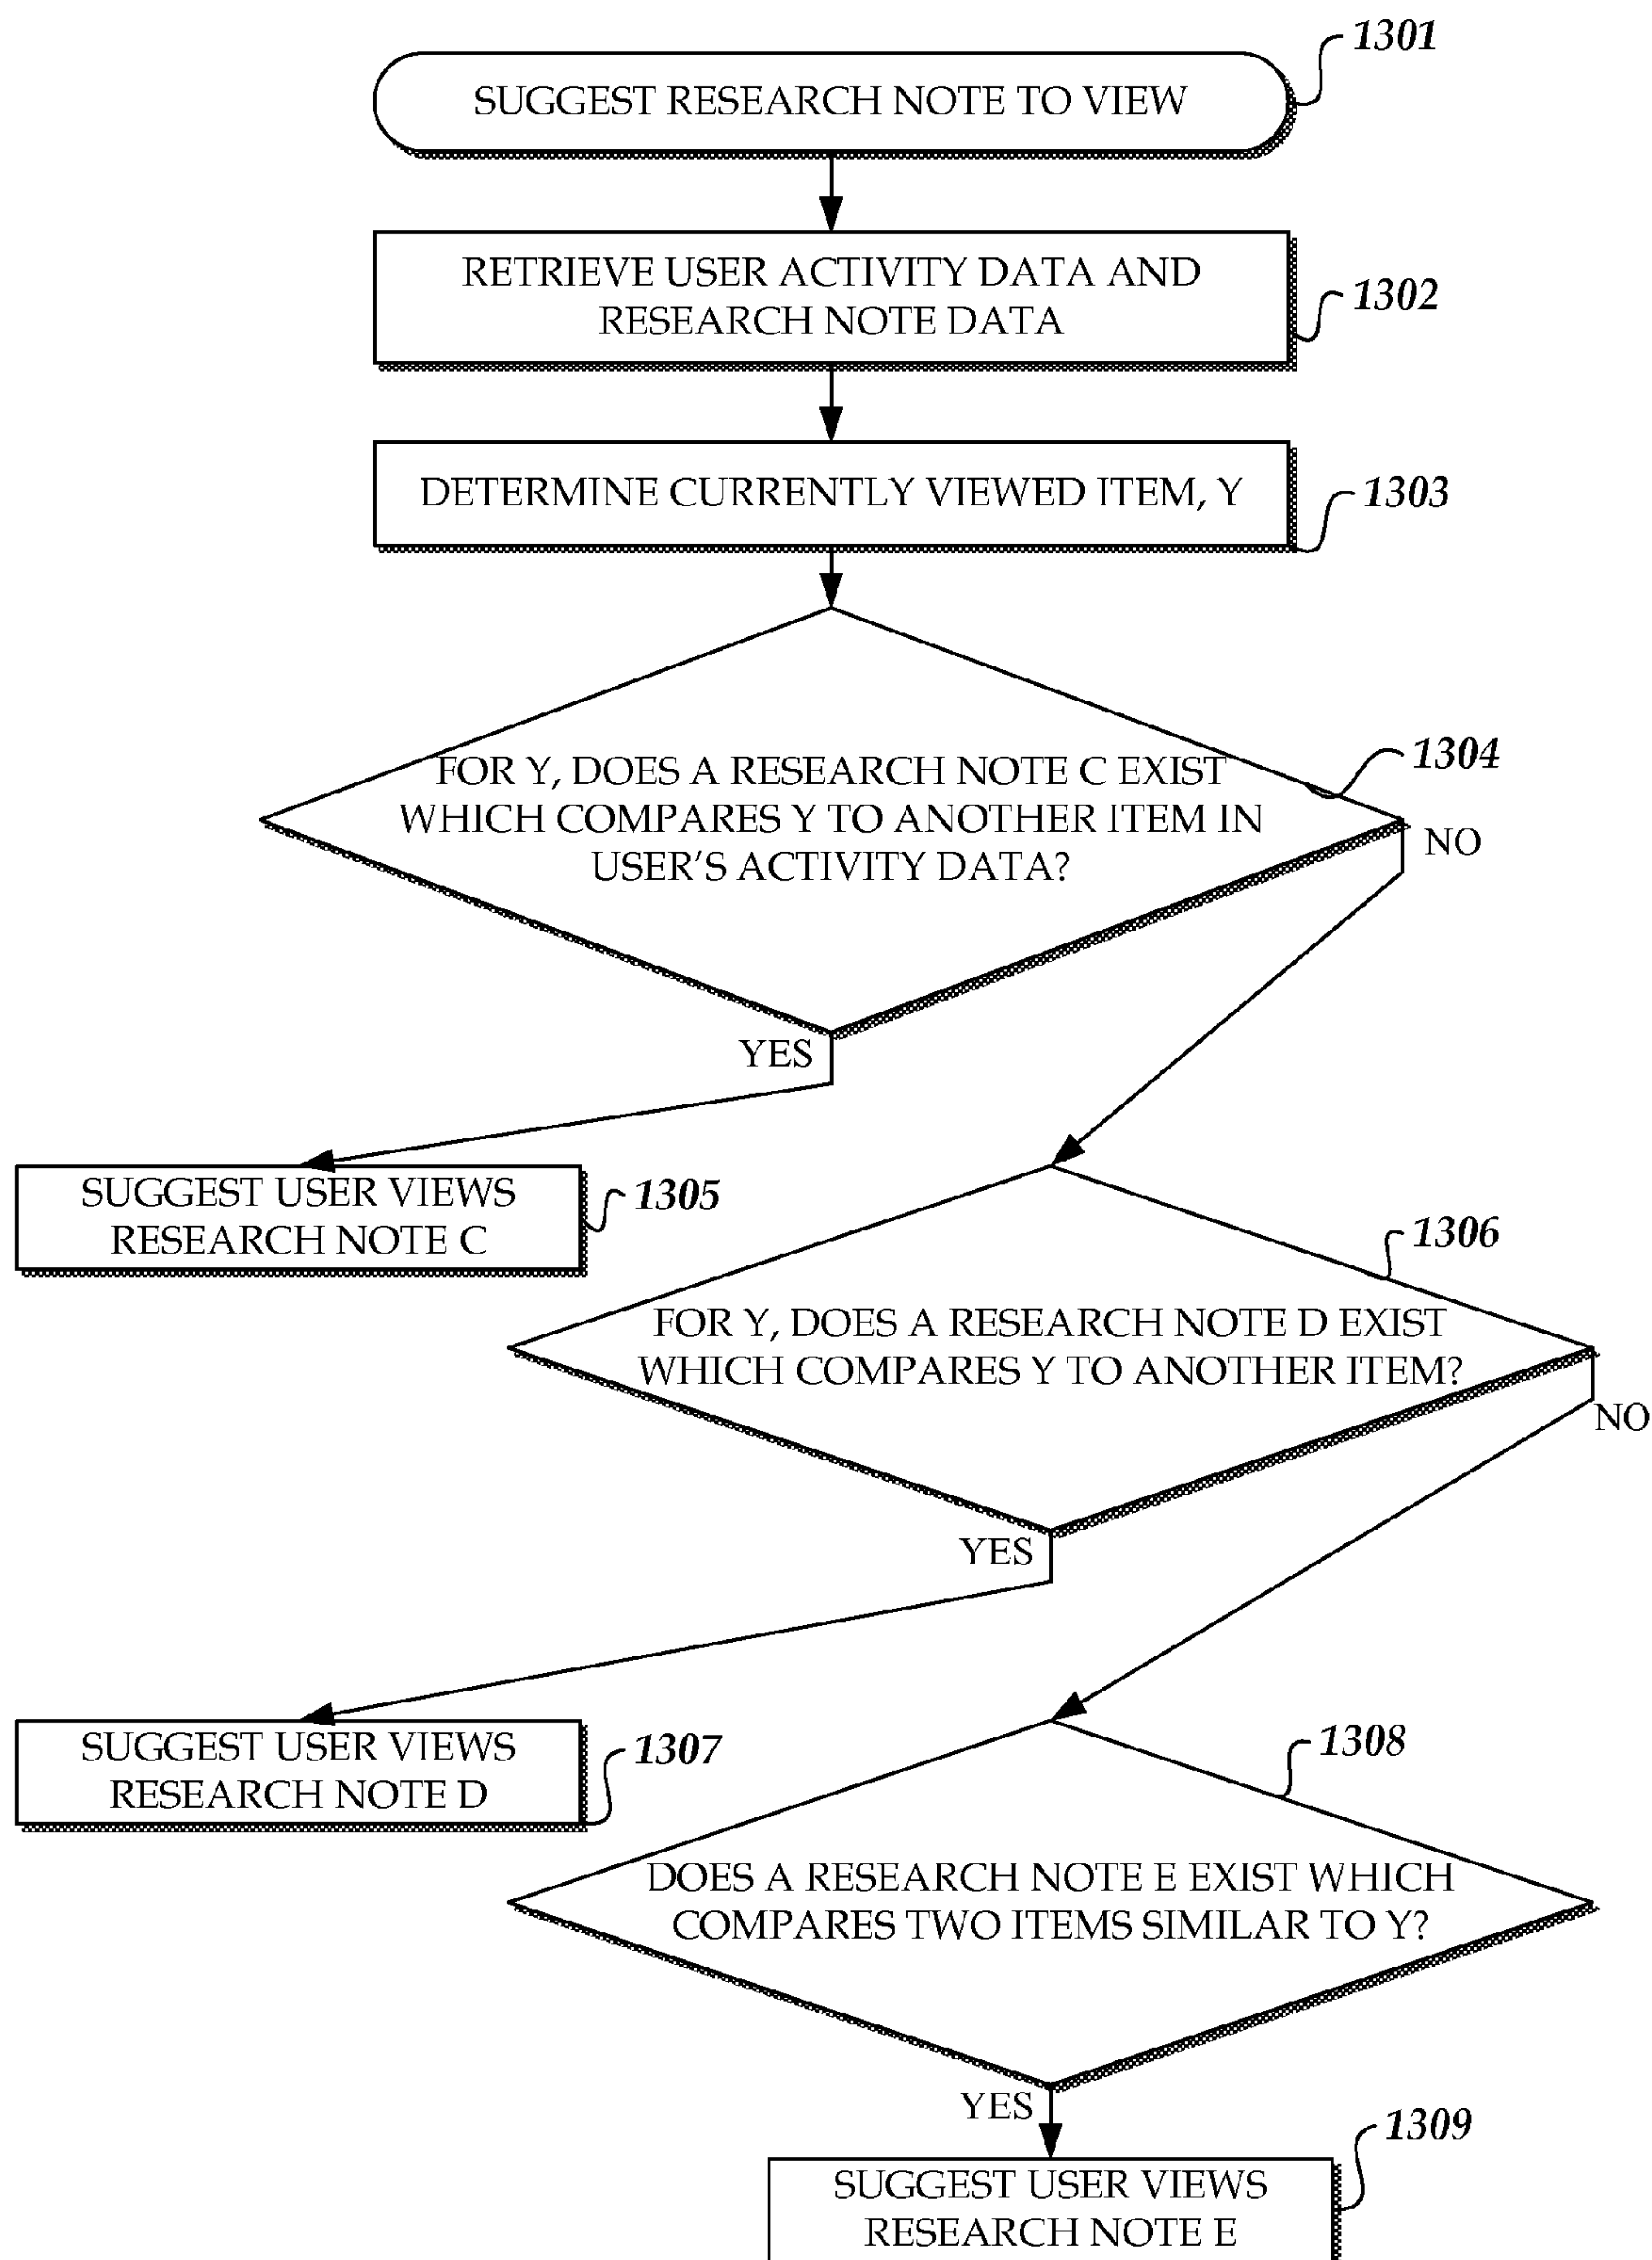 1301
SUGGEST RESEARCH NOTE TO VIEW
RETRIEVE USER ACTIVITY DATA AND
RESEARCH NOTE DATA
1302
DETERMINE CURRENTLY VIEWED ITEM, Y
1303
1304
FOR Y, DOES A RESEARCH NOTE C EXIST
WHICH COMPARES Y TO ANOTHER ITEM IN
USER'S ACTIVITY DATA?
NO
YES
SUGGEST USER VIEWS
RESEARCH NOTE C
1305
1306
FOR Y, DOES A RESEARCH NOTE D EXIST
WHICH COMPARES Y TO ANOTHER ITEM?
NO
YES
SUGGEST USER VIEWS
RESEARCH NOTE D
1307
1308
DOES A RESEARCH NOTE E EXIST WHICH
COMPARES TWO ITEMS SIMILAR TO Y?
YES
1309
SUGGEST USER VIEWS
RESEARCH NOTE E